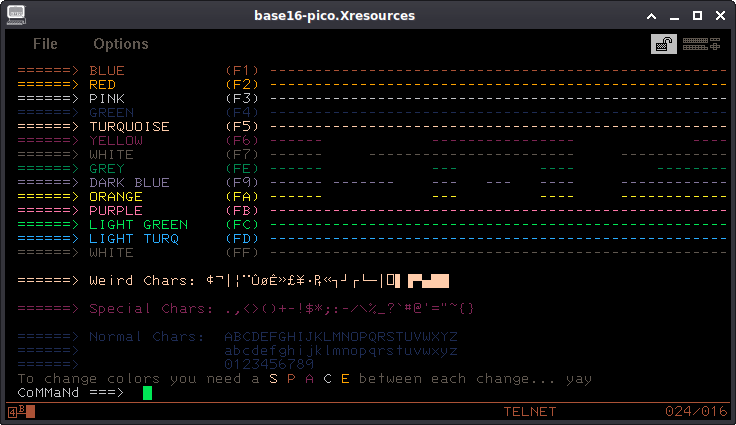 base16-pico.Xresources
File Options
======> BLUE (F1) -----------------------------------------------------
======> RED (F2) -----------------------------------------------------
======> PINK (F3) -----------------------------------------------------
======> GREEN (F4) -----------------------------------------------------
======> TURQUOISE (F5) -----------------------------------------------------
======> YELLOW (F6) ------ ------------- ----
======> WHITE (F7) ------ ------- --- -------------
======> GREY (FE) ------ --- --- -------------
======> DARK BLUE (F9) ------ ------- --- --- ------
======> ORANGE (FA) ------ --- --- -------------
======> PURPLE (FB) -----------------------------------------------------
======> LIGHT GREEN (FC) -----------------------------------------------------
======> LIGHT TURQ (FD) -----------------------------------------------------
======> WHITE (FF) -----------------------------------------------------
======> Weird Chars:
======> Special Chars: .,<>()+-!$*;:-/\%_?`#@'="~{}
======> Normal Chars: ABCDEFGHIJKLMNOPQRSTUVWXYZ
======> abcdefghijklmnopqrstuvwxyz
======> 0123456789
To change colors you need a S P A C E between each change... yay
CoMMaNd ===>
4 B TELNET 024/016